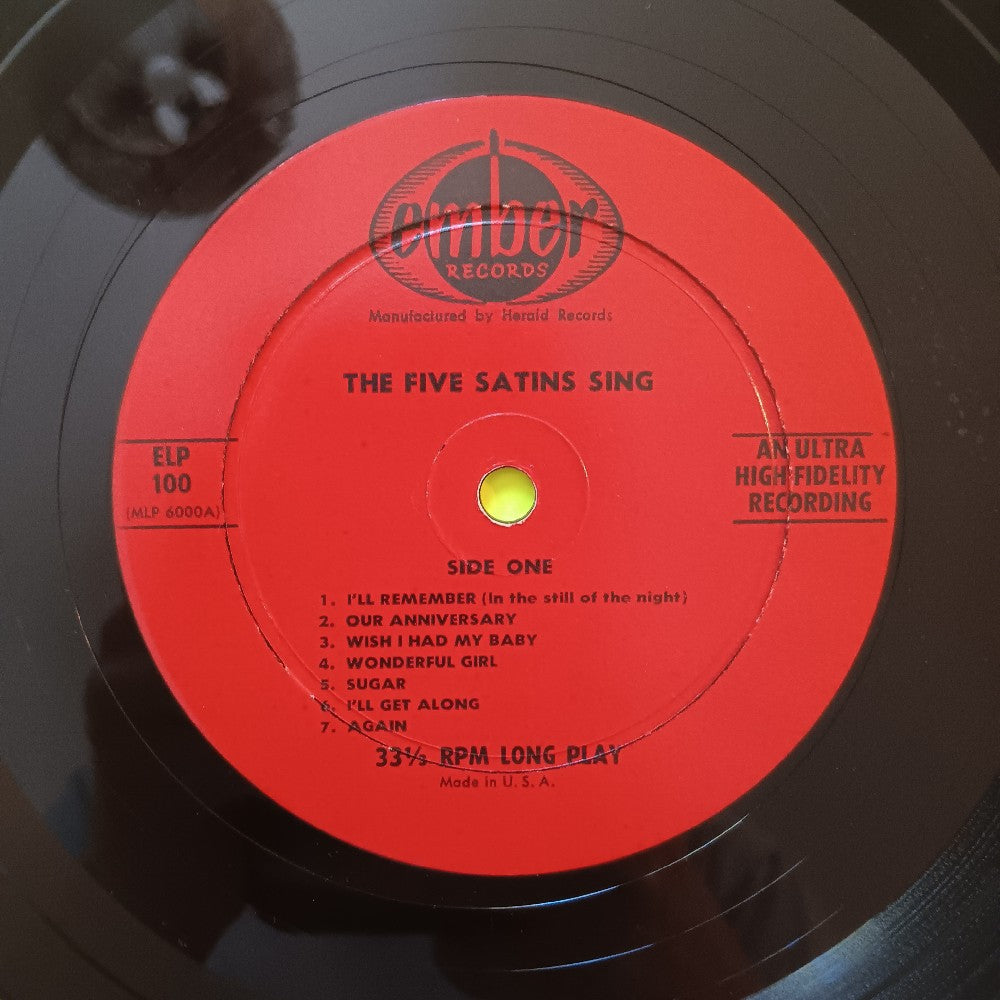 ember
RECORDS
Manufactured by Herald Records
THE FIVE SATINS SING
ELP
100
(MLP 6000A)
AN ULTRA
HIGH FIDELITY
RECORDING
SIDE ONE
1. I'LL REMEMBER (In the still of the night)
2. OUR ANNIVERSARY
3. WISH I HAD MY BABY
4. WONDERFUL GIRL
5. SUGAR
6. I'LL GET ALONG
7. AGAIN
33⅓ RPM LONG PLAY
Made in U. S. A.